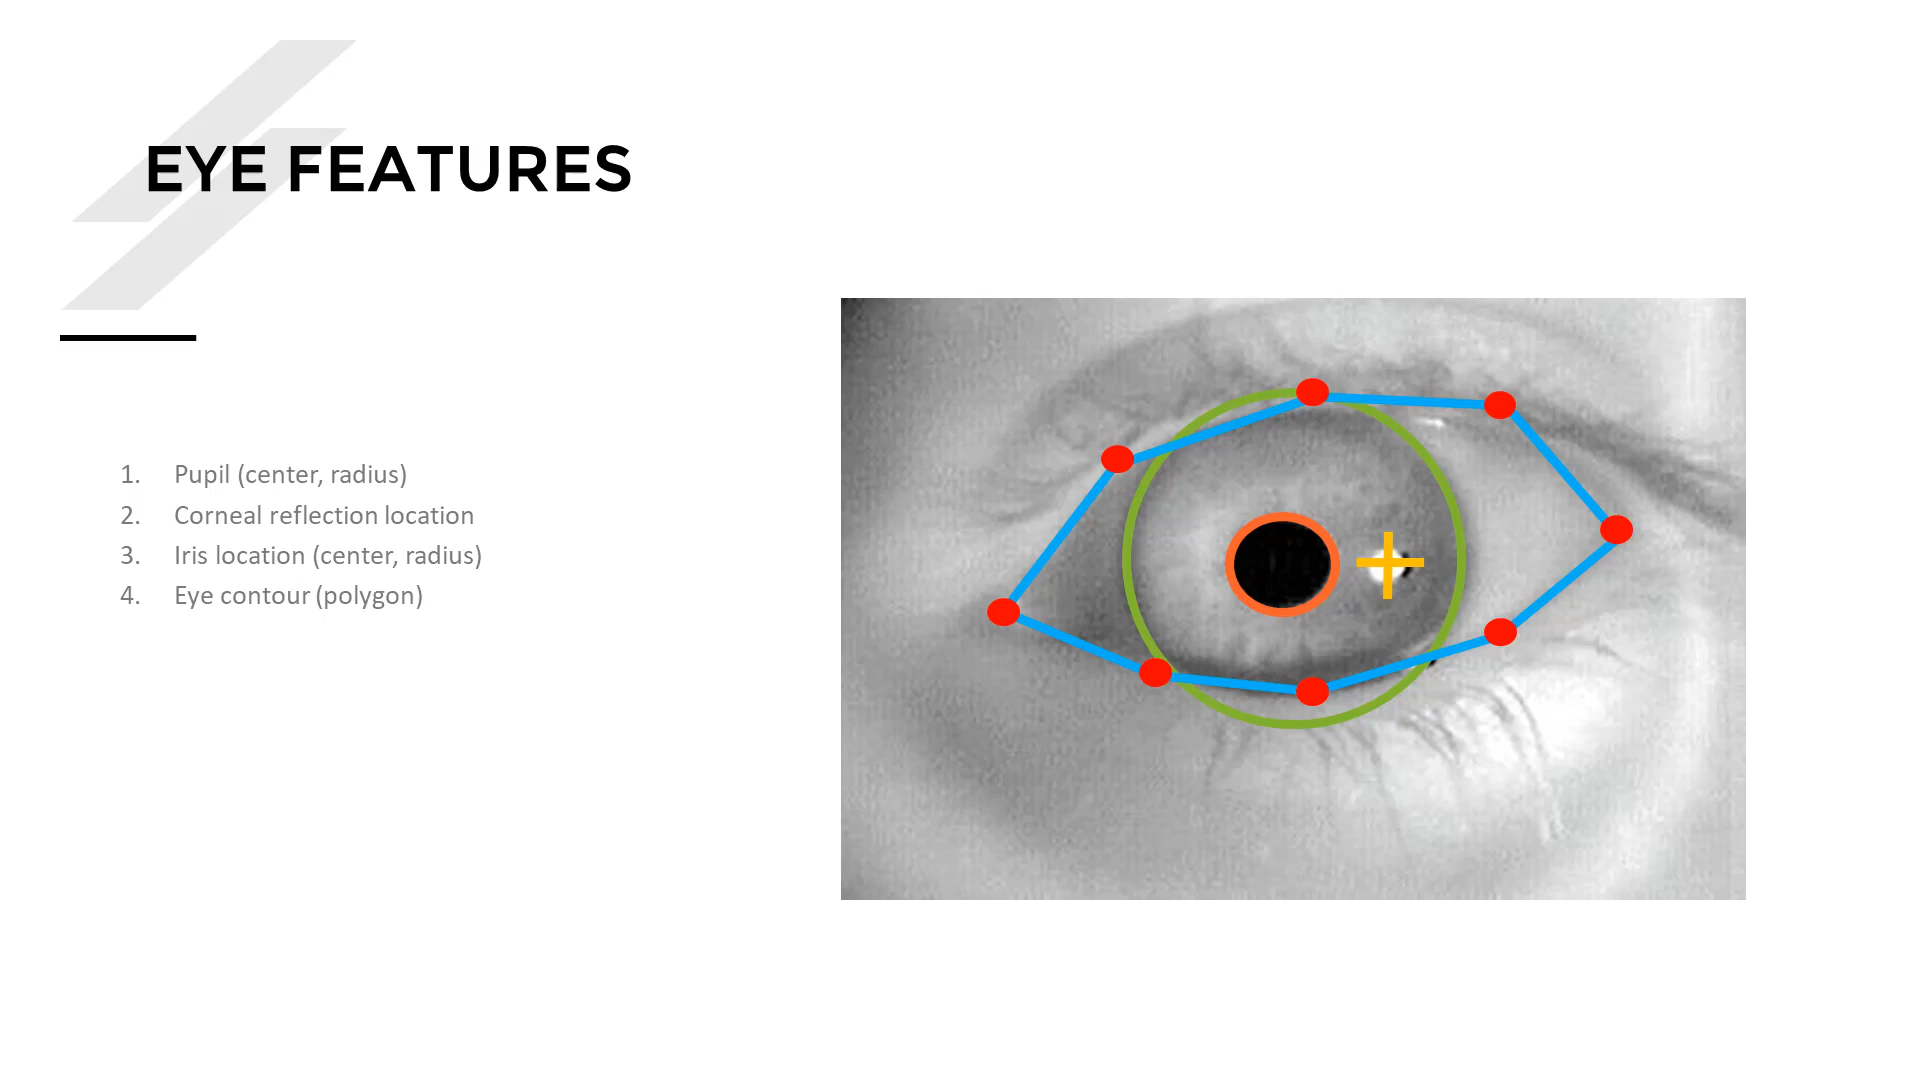 EYE FEATURES
1. Pupil (center, radius)
2. Corneal reflection location
3. Iris location (center, radius)
4. Eye contour (polygon)